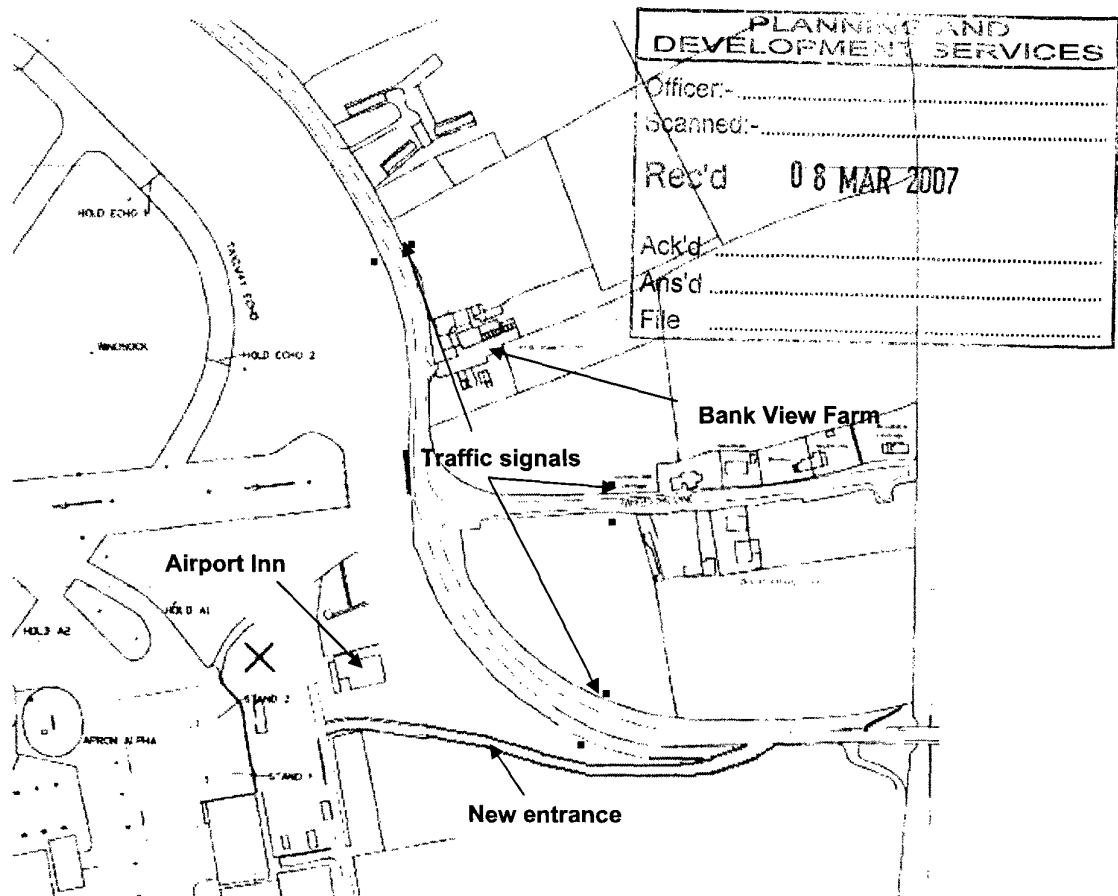 PLANNING AND
DEVELOPMENT SERVICES
Officer:-
Scanned:-
Rec'd 08 MAR 2007
Ack'd
Ans'd
File
HOLD ECHO 1
TAXIWAY ECHO
WINDSOCK
HOLD ECHO 2
Bank View Farm
Traffic signals
Airport Inn
HOLD A1
HOLD A2
STAND 2
APRON ALPHA
STAND 1
New entrance